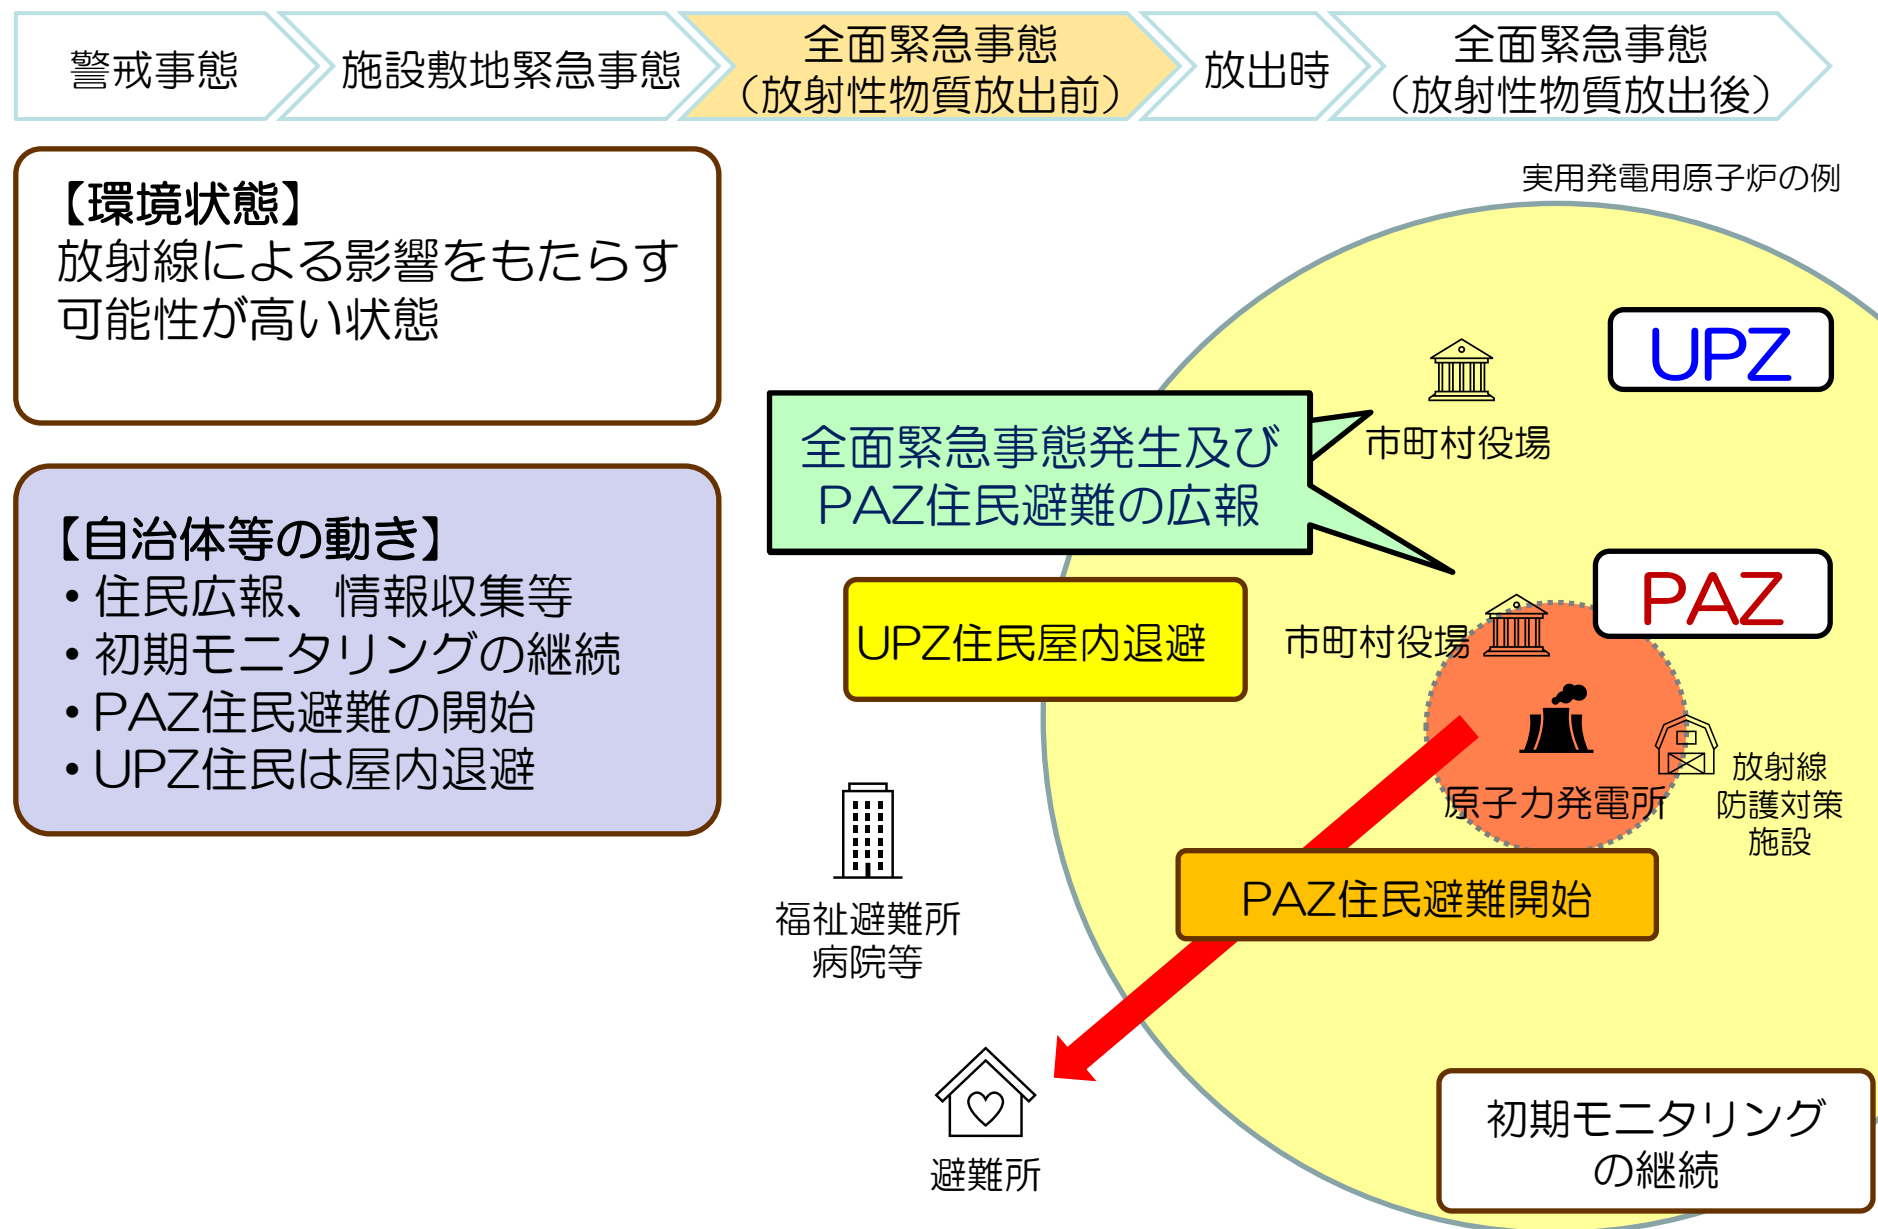 警戒事態
施設敷地緊急事態
全面緊急事態
（放射性物質放出前）
放出時
全面緊急事態
（放射性物質放出後）
【環境状態】
放射線による影響をもたらす
可能性が高い状態
【自治体等の動き】
・住民広報、情報収集等
・初期モニタリングの継続
・PAZ住民避難の開始
・UPZ住民は屋内退避
実用発電用原子炉の例
UPZ
市町村役場
全面緊急事態発生及び
PAZ住民避難の広報
PAZ
UPZ住民屋内退避
市町村役場
原子力発電所
放射線
防護対策
施設
PAZ住民避難開始
福祉避難所
病院等
避難所
初期モニタリング
の継続